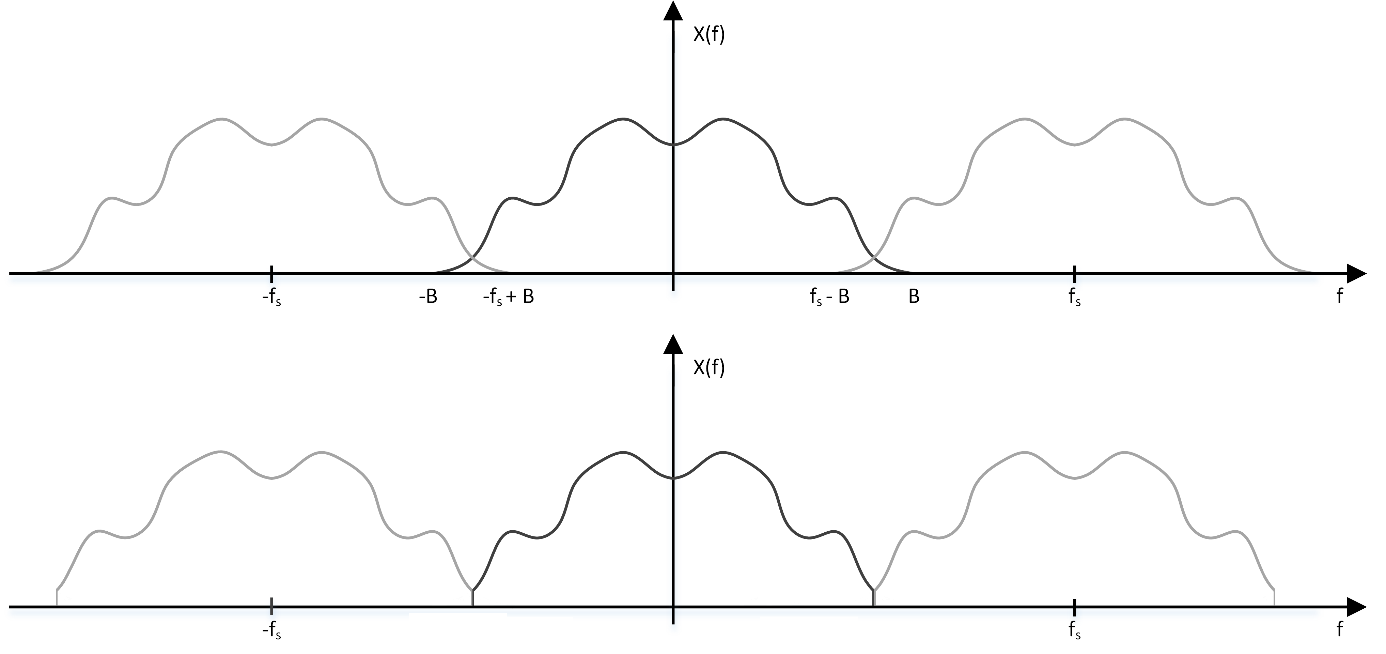 X(f)
-fₛ -B -fₛ + B fₛ - B B fₛ f
X(f)
-fₛ fₛ f